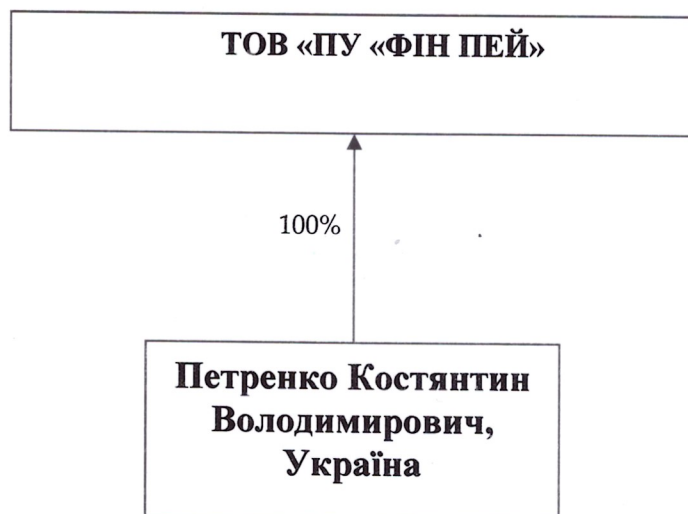 ТОВ «ПУ «ФІН ПЕЙ»
100%
Петренко Костянтин
Володимирович,
Україна